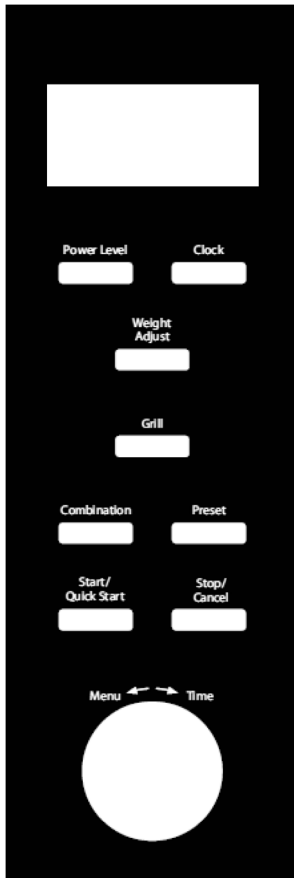 Power Level
Clock
Weight
Adjust
Grill
Combination
Preset
Start/
Quick Start
Stop/
Cancel
Menu
Time